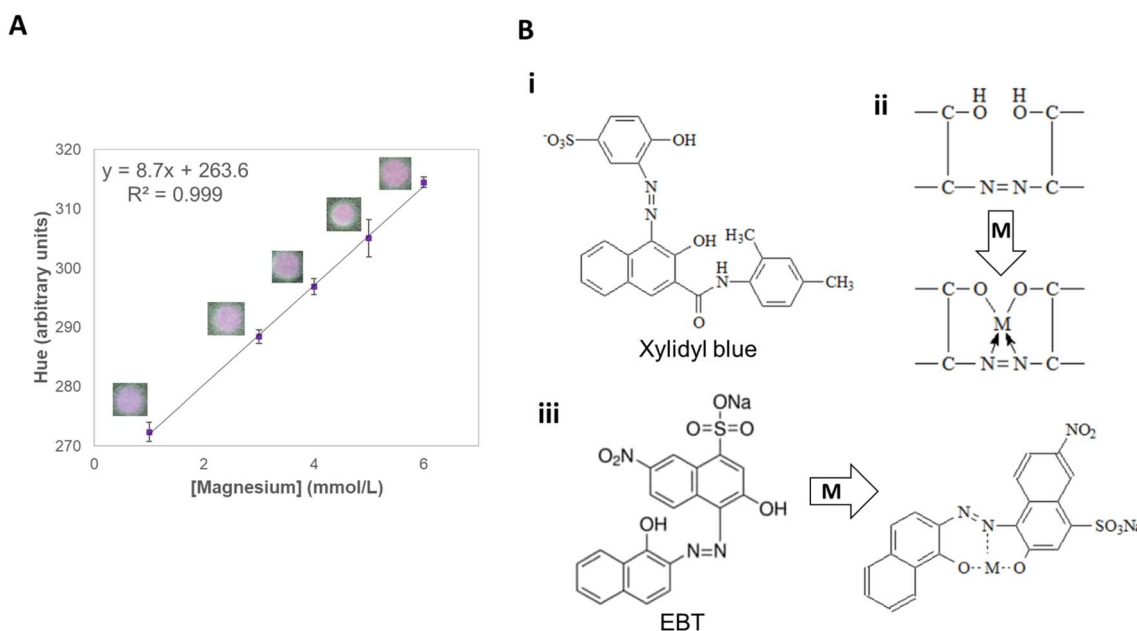 A
B
y = 8.7x + 263.6
R² = 0.999
320
310
300
290
280
270
0
2
4
6
Hue (arbitrary units)
[Magnesium] (mmol/L)
i
⁻O₃S
OH
N
N
OH
H₃C
H
N
CH₃
O
Xylidyl blue
ii
H H
C O O C
C N=N C
M
C O O C
M
C N=N C
iii
ONa
O=S=O
O₂N
OH
OH
N=N
EBT
M
NO₂
N=N
SO₃Na
O M O